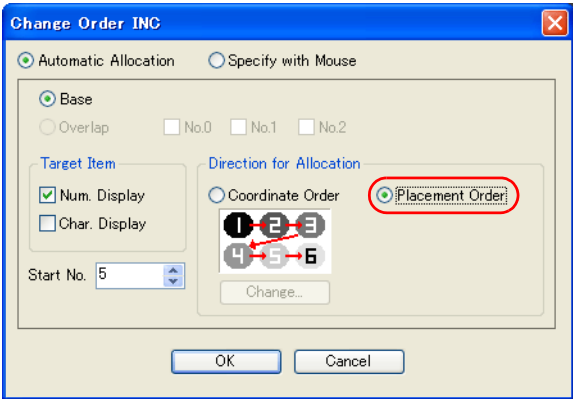 Change Order INC
Automatic Allocation Specify with Mouse
Base
Overlap No.0 No.1 No.2
Target Item Direction for Allocation
Num. Display Coordinate Order Placement Order
Char. Display
1 2 3
4 5 6
Start No. 5
Change...
OK Cancel